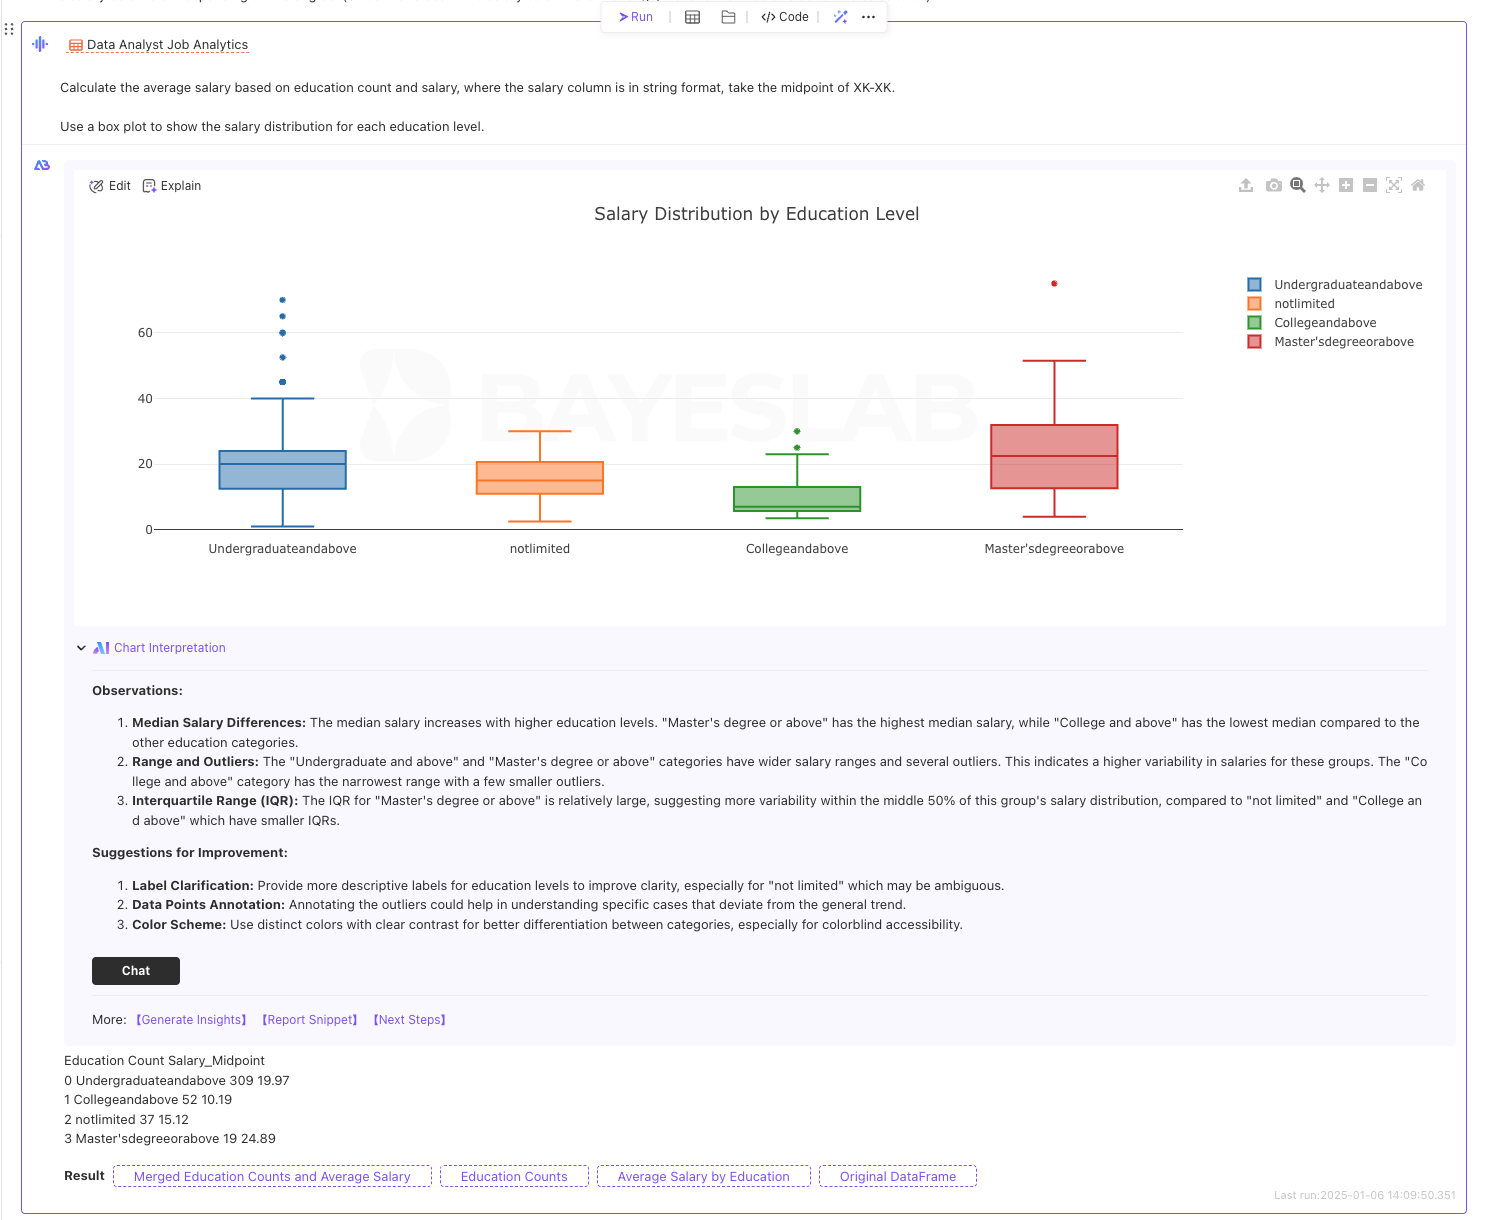 Run
Code
Data Analyst Job Analytics
Calculate the average salary based on education count and salary, where the salary column is in string format, take the midpoint of XK-XK.
Use a box plot to show the salary distribution for each education level.
Edit
Explain
Salary Distribution by Education Level
Undergraduateandabove
notlimited
Collegeandabove
Master'sdegreeorabove
60
40
20
0
BAYESLAB
Undergraduateandabove
notlimited
Collegeandabove
Master'sdegreeorabove
Chart Interpretation
Observations:
1. Median Salary Differences: The median salary increases with higher education levels. "Master's degree or above" has the highest median salary, while "College and above" has the lowest median compared to the
other education categories.
2. Range and Outliers: The "Undergraduate and above" and "Master's degree or above" categories have wider salary ranges and several outliers. This indicates a higher variability in salaries for these groups. The "Co
llege and above" category has the narrowest range with a few smaller outliers.
3. Interquartile Range (IQR): The IQR for "Master's degree or above" is relatively large, suggesting more variability within the middle 50% of this group's salary distribution, compared to "not limited" and "College an
d above" which have smaller IQRs.
Suggestions for Improvement:
1. Label Clarification: Provide more descriptive labels for education levels to improve clarity, especially for "not limited" which may be ambiguous.
2. Data Points Annotation: Annotating the outliers could help in understanding specific cases that deviate from the general trend.
3. Color Scheme: Use distinct colors with clear contrast for better differentiation between categories, especially for colorblind accessibility.
Chat
More: 【Generate Insights】 【Report Snippet】 【Next Steps】
Education Count Salary_Midpoint
0 Undergraduateandabove 309 19.97
1 Collegeandabove 52 10.19
2 notlimited 37 15.12
3 Master'sdegreeorabove 19 24.89
Result
Merged Education Counts and Average Salary
Education Counts
Average Salary by Education
Original DataFrame
Last run:2025-01-06 14:09:50.351